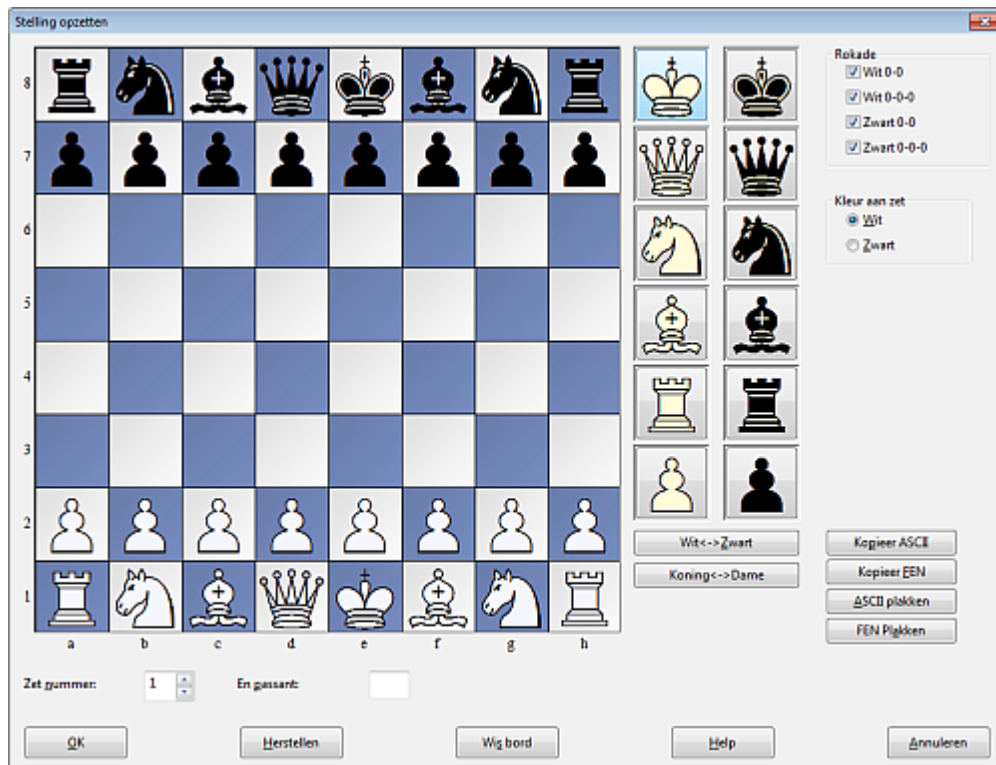 Stelling opzetten
8
7
6
5
4
3
2
1
a b c d e f g h
Rokade
Wit 0-0
Wit 0-0-0
Zwart 0-0
Zwart 0-0-0
Kleur aan zet
Wit
Zwart
Wit<->Zwart
Koning<->Dame
Kopieer ASCII
Kopieer FEN
ASCII plakken
FEN Plakken
Zet nummer: 1 En passant:
OK Herstellen Wis bord Help Annuleren